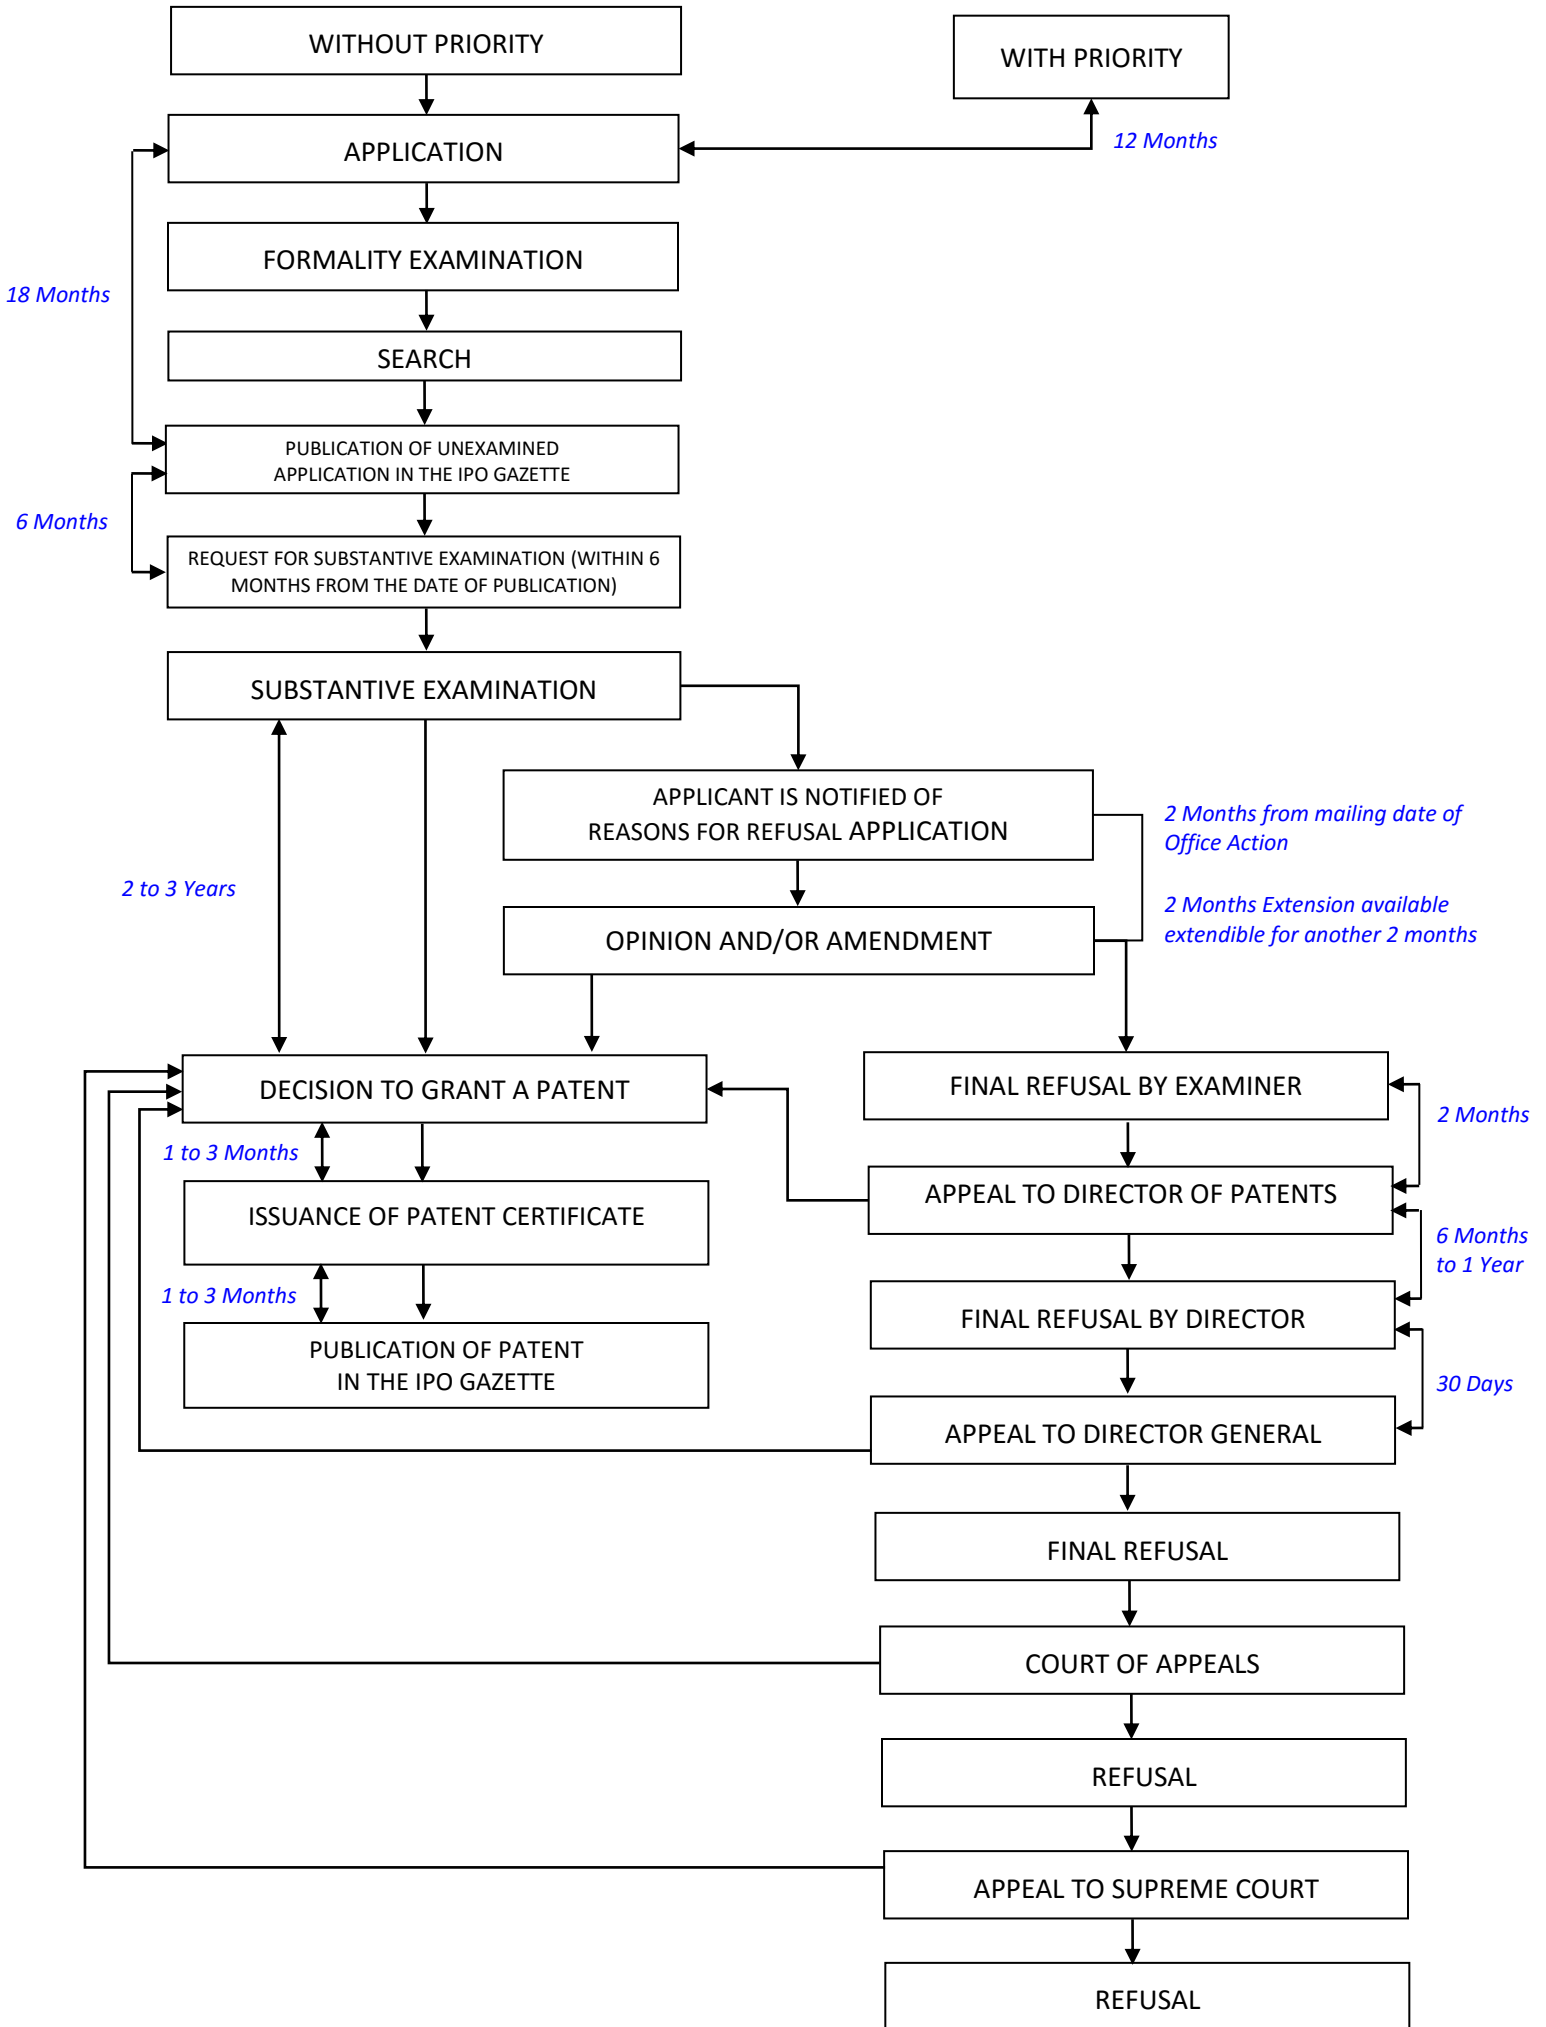 WITHOUT PRIORITY
WITH PRIORITY
12 Months
APPLICATION
FORMALITY EXAMINATION
18 Months
SEARCH
PUBLICATION OF UNEXAMINED
APPLICATION IN THE IPO GAZETTE
6 Months
REQUEST FOR SUBSTANTIVE EXAMINATION (WITHIN 6
MONTHS FROM THE DATE OF PUBLICATION)
SUBSTANTIVE EXAMINATION
APPLICANT IS NOTIFIED OF
REASONS FOR REFUSAL APPLICATION
2 Months from mailing date of
Office Action
2 to 3 Years
2 Months Extension available
extendible for another 2 months
OPINION AND/OR AMENDMENT
DECISION TO GRANT A PATENT
FINAL REFUSAL BY EXAMINER
2 Months
1 to 3 Months
APPEAL TO DIRECTOR OF PATENTS
ISSUANCE OF PATENT CERTIFICATE
6 Months
to 1 Year
1 to 3 Months
FINAL REFUSAL BY DIRECTOR
PUBLICATION OF PATENT
IN THE IPO GAZETTE
30 Days
APPEAL TO DIRECTOR GENERAL
FINAL REFUSAL
COURT OF APPEALS
REFUSAL
APPEAL TO SUPREME COURT
REFUSAL